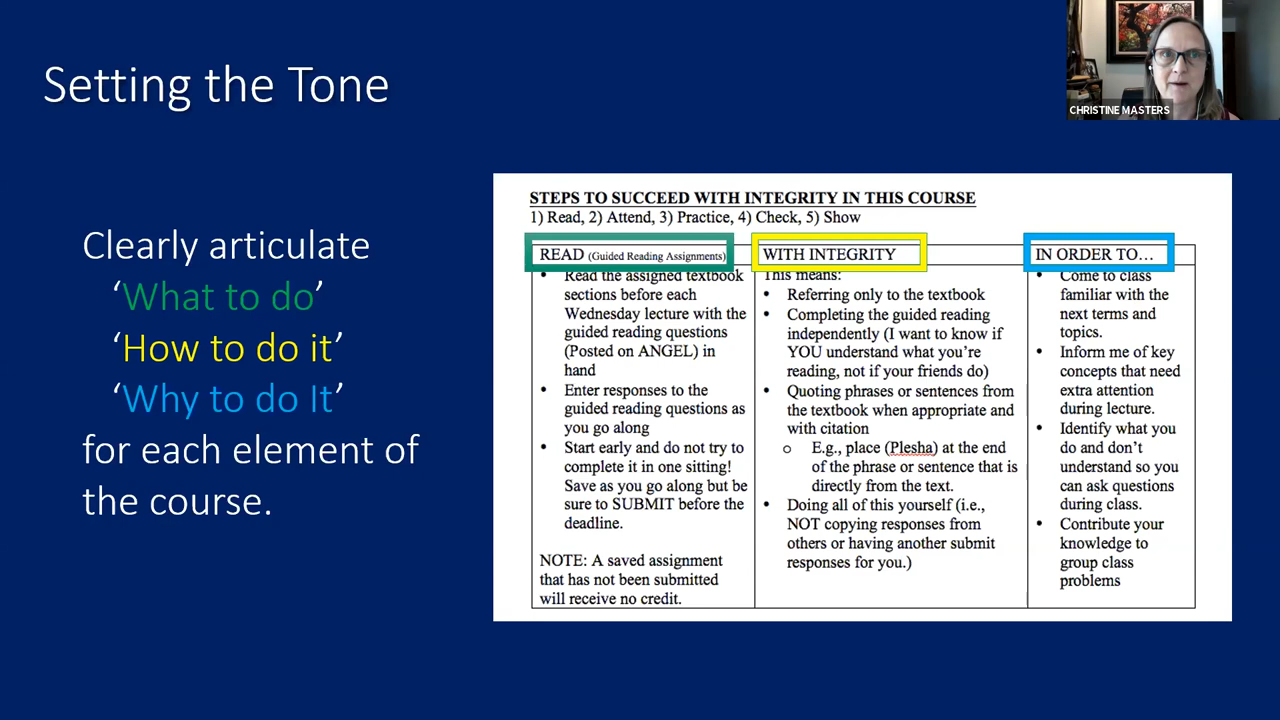 Setting the Tone
CHRISTINE MASTERS
Clearly articulate
‘What to do’
‘How to do it’
‘Why to do It’
for each element of
the course.
STEPS TO SUCCEED WITH INTEGRITY IN THIS COURSE
1) Read, 2) Attend, 3) Practice, 4) Check, 5) Show
READ (Guided Reading Assignments)
• Read the assigned textbook
sections before each
Wednesday lecture with the
guided reading questions
(Posted on ANGEL) in
hand
• Enter responses to the
guided reading questions as
you go along
• Start early and do not try to
complete it in one sitting!
Save as you go along but be
sure to SUBMIT before the
deadline.
NOTE: A saved assignment
that has not been submitted
will receive no credit.
WITH INTEGRITY
This means:
• Referring only to the textbook
• Completing the guided reading
independently (I want to know if
YOU understand what you’re
reading, not if your friends do)
• Quoting phrases or sentences from
the textbook when appropriate and
with citation
o E.g., place (Plesha) at the end
of the phrase or sentence that is
directly from the text.
• Doing all of this yourself (i.e.,
NOT copying responses from
others or having another submit
responses for you.)
IN ORDER TO…
• Come to class
familiar with the
next terms and
topics.
• Inform me of key
concepts that need
extra attention
during lecture.
• Identify what you
do and don’t
understand so you
can ask questions
during class.
• Contribute your
knowledge to
group class
problems